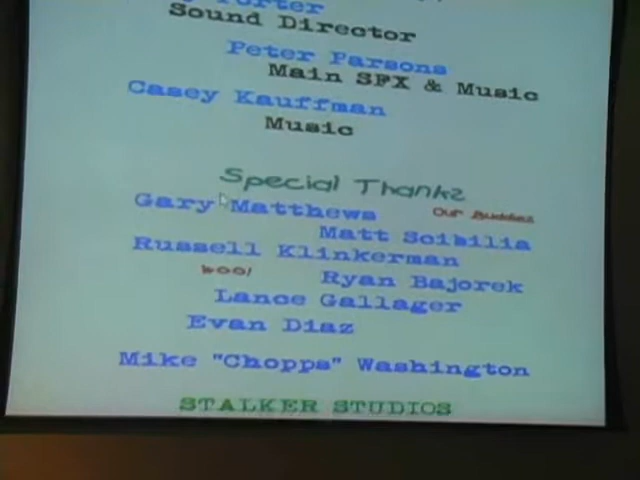 Sound Director
Peter Parsons
Main SFX & Music
Casey Kauffman
Music
Special Thanks
Gary Matthews
Our Buddies
Matt Scibilia
Russell Klinkerman
BOO!
Ryan Bajorek
Lance Gallager
Evan Diaz
Mike "Chopps" Washington
STALKER STUDIOS